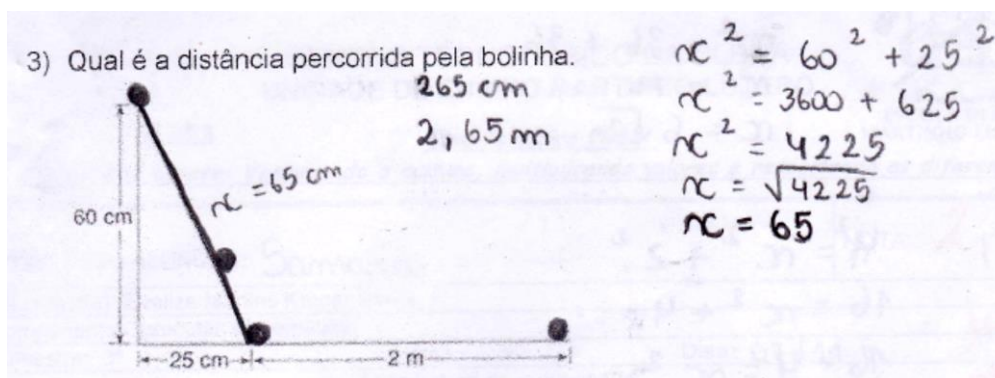 3) Qual é a distância percorrida pela bolinha.
265 cm
2,65 m
x = 65 cm
60 cm
25 cm
2 m
x² = 60² + 25²
x² = 3600 + 625
x² = 4225
x = √4225
x = 65